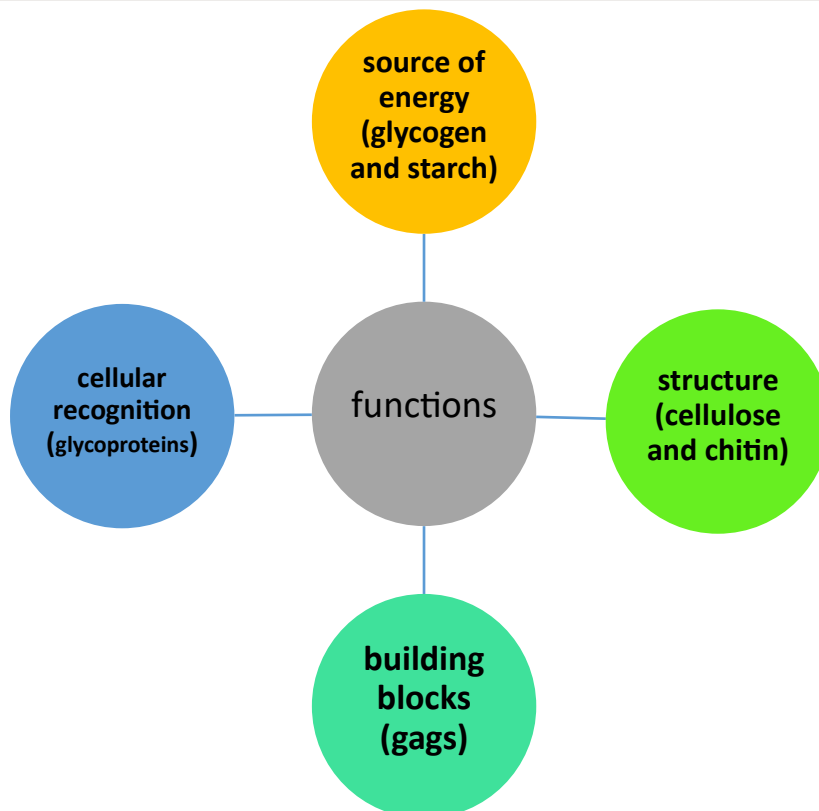 source of
energy
(glycogen
and starch)
cellular
recognition
(glycoproteins)
functions
structure
(cellulose
and chitin)
building
blocks
(gags)